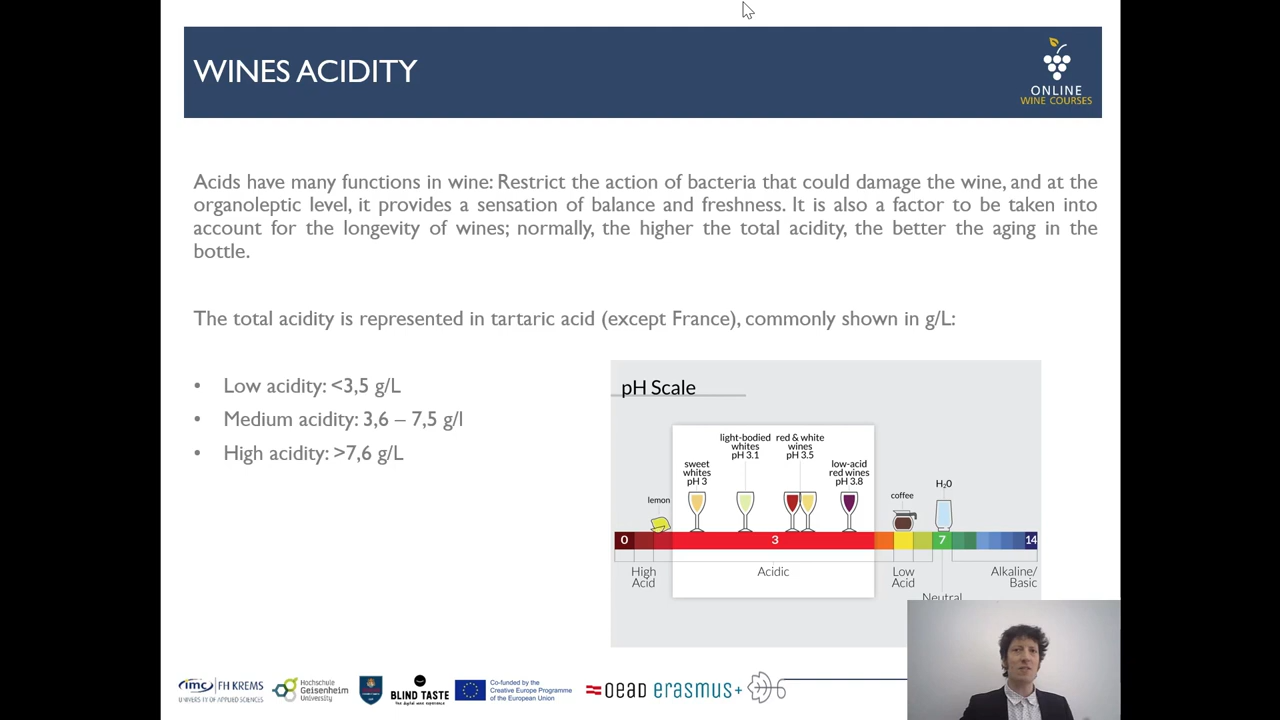 WINES ACIDITY
ONLINE
WINE COURSES
Acids have many functions in wine: Restrict the action of bacteria that could damage the wine, and at the
organoleptic level, it provides a sensation of balance and freshness. It is also a factor to be taken into
account for the longevity of wines; normally, the higher the total acidity, the better the aging in the
bottle.
The total acidity is represented in tartaric acid (except France), commonly shown in g/L:
• Low acidity: <3,5 g/L
• Medium acidity: 3,6 – 7,5 g/l
• High acidity: >7,6 g/L
pH Scale
lemon
sweet
whites
pH 3
light-bodied
whites
pH 3.1
red & white
wines
pH 3.5
low-acid
red wines
pH 3.8
coffee
H₂0
0 3 7 14
High
Acid
Acidic
Low
Acid
Neutral
Alkaline/
Basic
imc FH KREMS
UNIVERSITY OF APPLIED SCIENCES
Hochschule
Geisenheim
University
BLIND TASTE
Co-funded by the
Creative Europe Programme
of the European Union
OEAD erasmus+